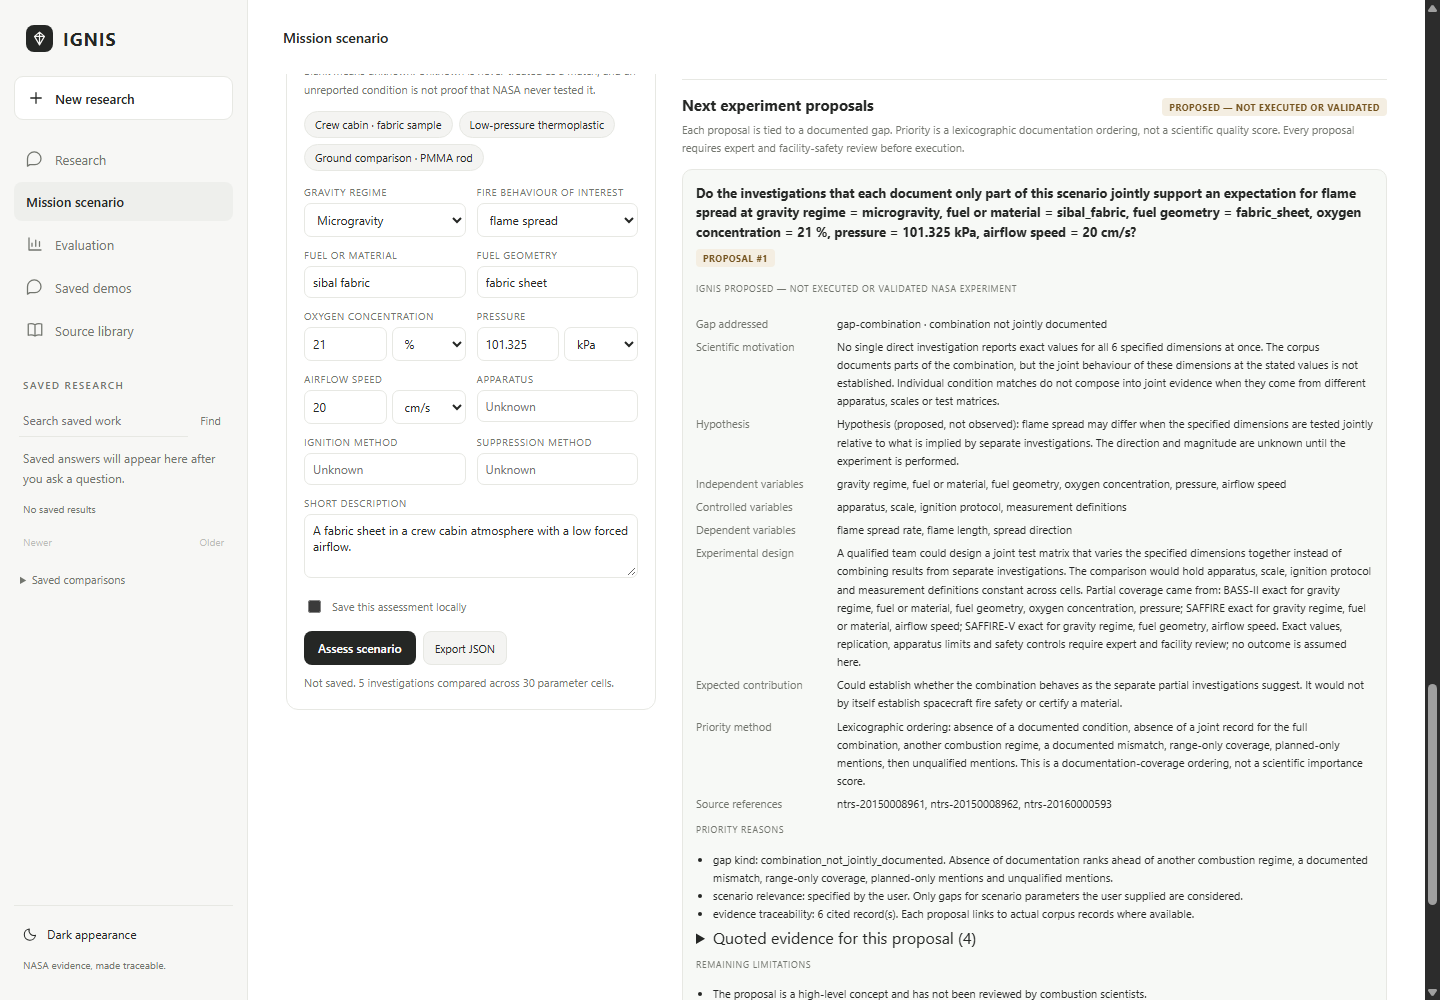 IGNIS
New research
Research
Mission scenario
Evaluation
Saved demos
Source library
SAVED RESEARCH
Search saved work
Find
Saved answers will appear here after
you ask a question.
No saved results
Newer
Older
Saved comparisons
Dark appearance
NASA evidence, made traceable.
Mission scenario
unreported condition is not proof that NASA never tested it.
Crew cabin · fabric sample
Low-pressure thermoplastic
Ground comparison · PMMA rod
GRAVITY REGIME
FIRE BEHAVIOUR OF INTEREST
Microgravity
flame spread
FUEL OR MATERIAL
FUEL GEOMETRY
sibal fabric
fabric sheet
OXYGEN CONCENTRATION
PRESSURE
21
%
101.325
kPa
AIRFLOW SPEED
APPARATUS
20
cm/s
Unknown
IGNITION METHOD
SUPPRESSION METHOD
Unknown
Unknown
SHORT DESCRIPTION
A fabric sheet in a crew cabin atmosphere with a low forced
airflow.
Save this assessment locally
Assess scenario
Export JSON
Not saved. 5 investigations compared across 30 parameter cells.
Next experiment proposals
PROPOSED — NOT EXECUTED OR VALIDATED
Each proposal is tied to a documented gap. Priority is a lexicographic documentation ordering, not a scientific quality score. Every proposal
requires expert and facility-safety review before execution.
Do the investigations that each document only part of this scenario jointly support an expectation for flame
spread at gravity regime = microgravity, fuel or material = sibal_fabric, fuel geometry = fabric_sheet, oxygen
concentration = 21 %, pressure = 101.325 kPa, airflow speed = 20 cm/s?
PROPOSAL #1
IGNIS PROPOSED — NOT EXECUTED OR VALIDATED NASA EXPERIMENT
Gap addressed
gap-combination · combination not jointly documented
Scientific motivation
No single direct investigation reports exact values for all 6 specified dimensions at once. The corpus
documents parts of the combination, but the joint behaviour of these dimensions at the stated values is not
established. Individual condition matches do not compose into joint evidence when they come from different
apparatus, scales or test matrices.
Hypothesis
Hypothesis (proposed, not observed): flame spread may differ when the specified dimensions are tested jointly
relative to what is implied by separate investigations. The direction and magnitude are unknown until the
experiment is performed.
Independent variables
gravity regime, fuel or material, fuel geometry, oxygen concentration, pressure, airflow speed
Controlled variables
apparatus, scale, ignition protocol, measurement definitions
Dependent variables
flame spread rate, flame length, spread direction
Experimental design
A qualified team could design a joint test matrix that varies the specified dimensions together instead of
combining results from separate investigations. The comparison would hold apparatus, scale, ignition protocol
and measurement definitions constant across cells. Partial coverage came from: BASS-II exact for gravity
regime, fuel or material, fuel geometry, oxygen concentration, pressure; SAFFIRE exact for gravity regime, fuel
or material, airflow speed; SAFFIRE-V exact for gravity regime, fuel geometry, airflow speed. Exact values,
replication, apparatus limits and safety controls require expert and facility review; no outcome is assumed
here.
Expected contribution
Could establish whether the combination behaves as the separate partial investigations suggest. It would not
by itself establish spacecraft fire safety or certify a material.
Priority method
Lexicographic ordering: absence of a documented condition, absence of a joint record for the full
combination, another combustion regime, a documented mismatch, range-only coverage, planned-only
mentions, then unqualified mentions. This is a documentation-coverage ordering, not a scientific importance
score.
Source references
ntrs-20150008961, ntrs-20150008962, ntrs-20160000593
PRIORITY REASONS
• gap kind: combination_not_jointly_documented. Absence of documentation ranks ahead of another combustion regime, a documented
mismatch, range-only coverage, planned-only mentions and unqualified mentions.
• scenario relevance: specified by the user. Only gaps for scenario parameters the user supplied are considered.
• evidence traceability: 6 cited record(s). Each proposal links to actual corpus records where available.
Quoted evidence for this proposal (4)
REMAINING LIMITATIONS
• The proposal is a high-level concept and has not been reviewed by combustion scientists.